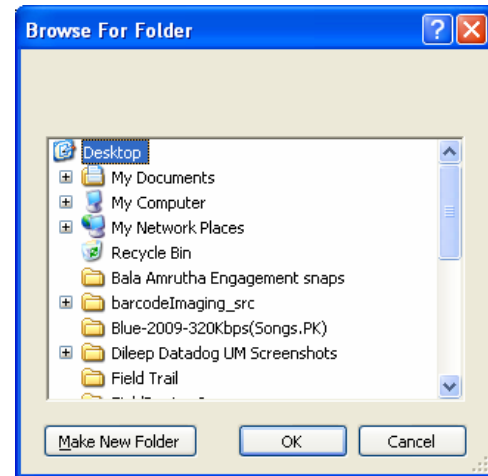 Browse For Folder
Desktop
My Documents
My Computer
My Network Places
Recycle Bin
Bala Amrutha Engagement snaps
barcodeImaging_src
Blue-2009-320Kbps(Songs.PK)
Dileep Datadog UM Screenshots
Field Trail
Make New Folder
OK
Cancel